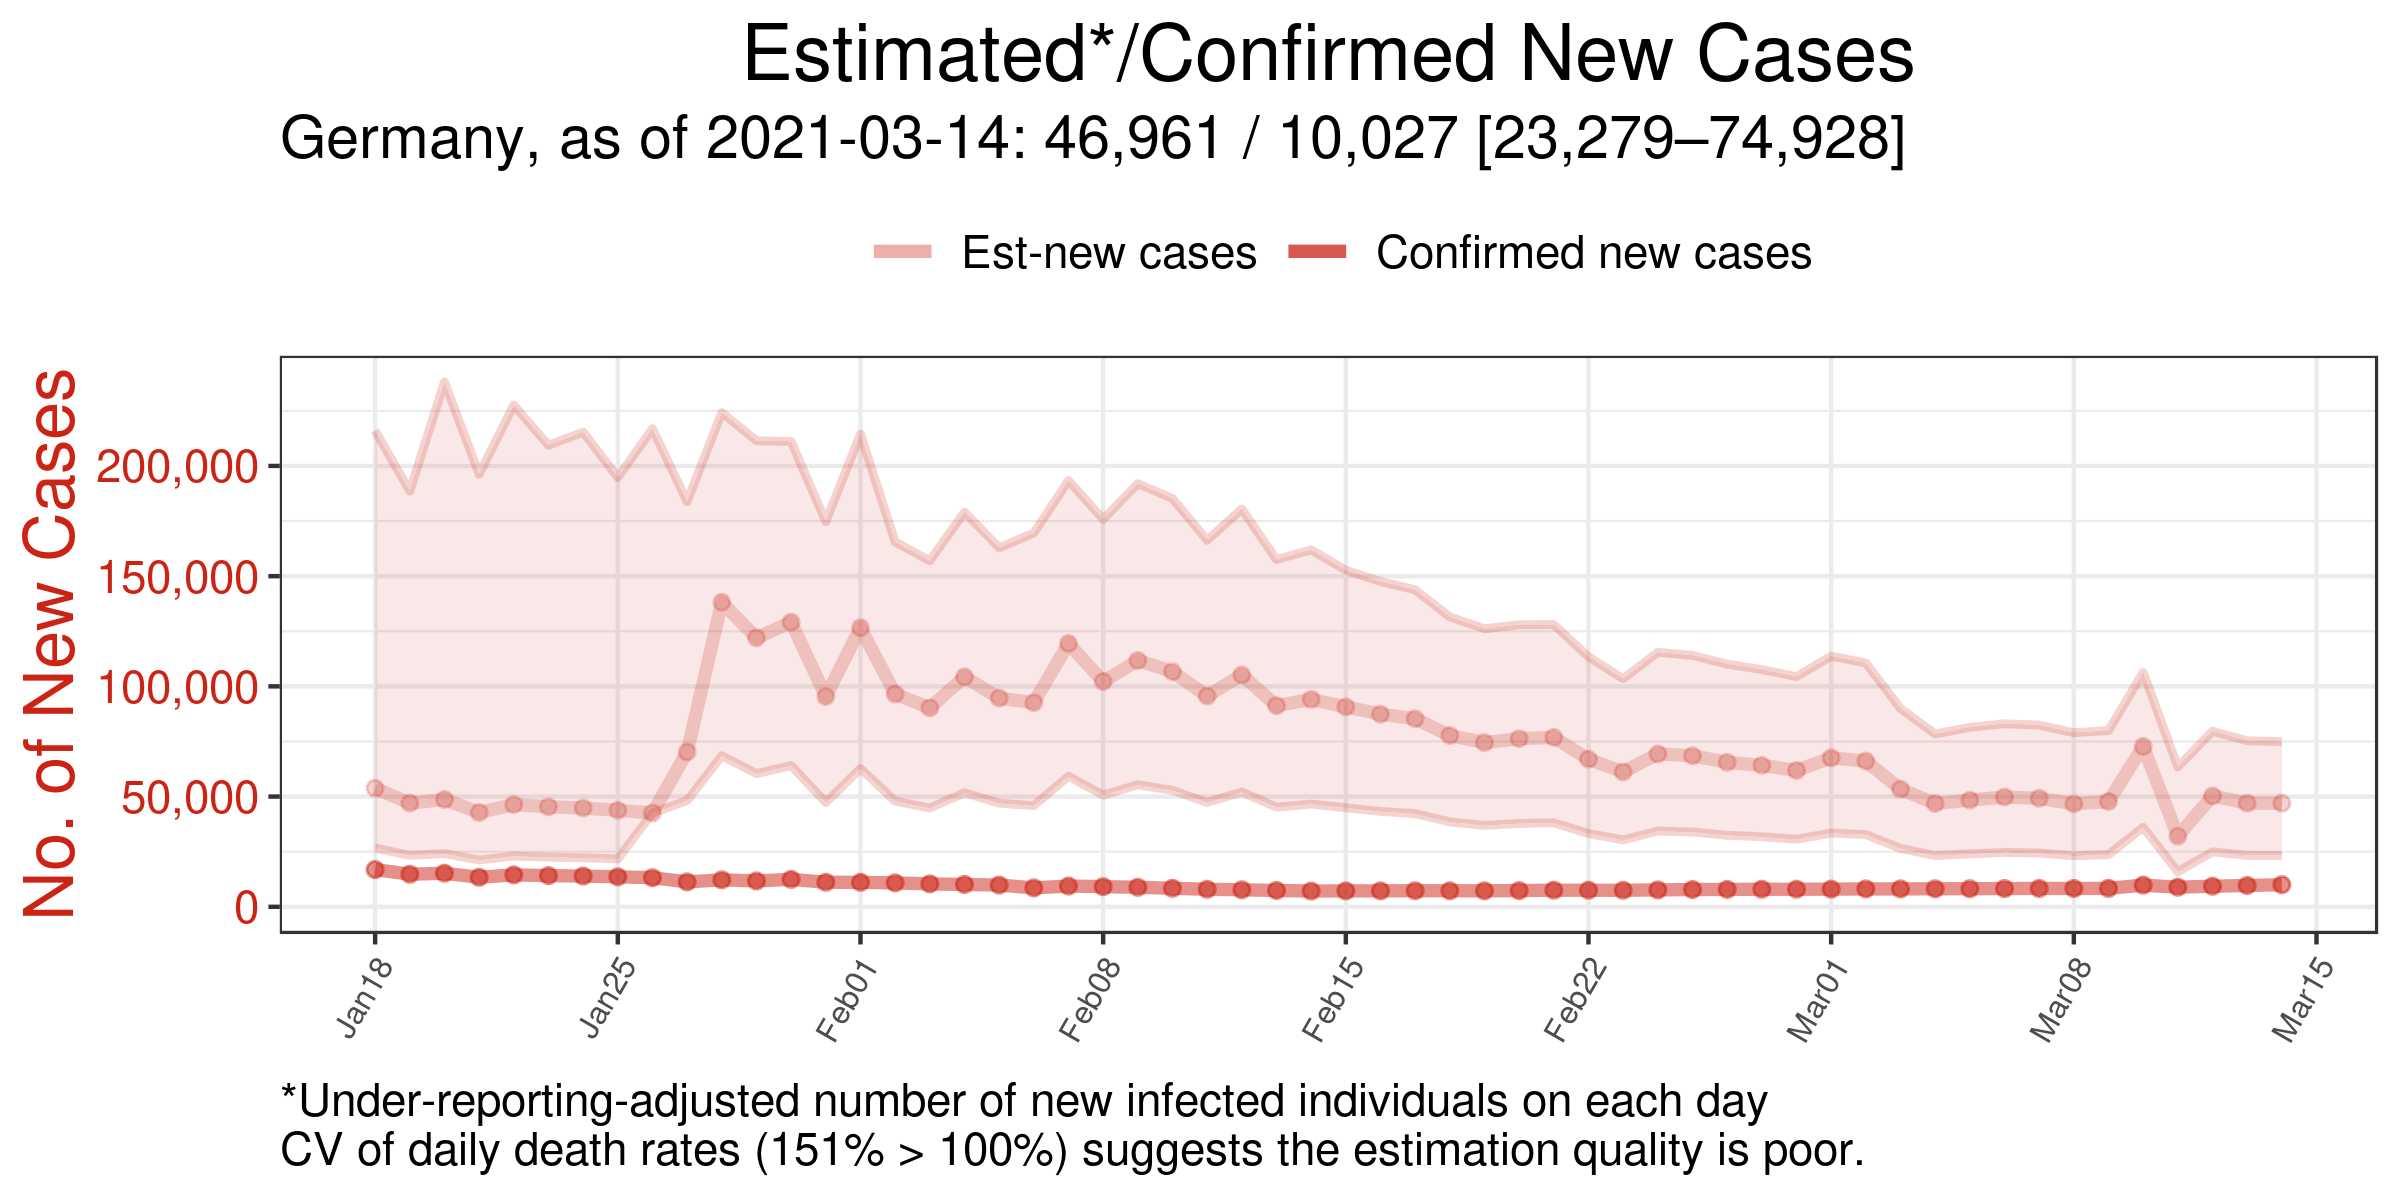 Estimated*/Confirmed New Cases
Germany, as of 2021-03-14: 46,961 / 10,027 [23,279–74,928]
Est-new cases
Confirmed new cases
No. of New Cases
200,000
150,000
100,000
50,000
0
Jan18
Jan25
Feb01
Feb08
Feb15
Feb22
Mar01
Mar08
Mar15
*Under-reporting-adjusted number of new infected individuals on each day
CV of daily death rates (151% > 100%) suggests the estimation quality is poor.